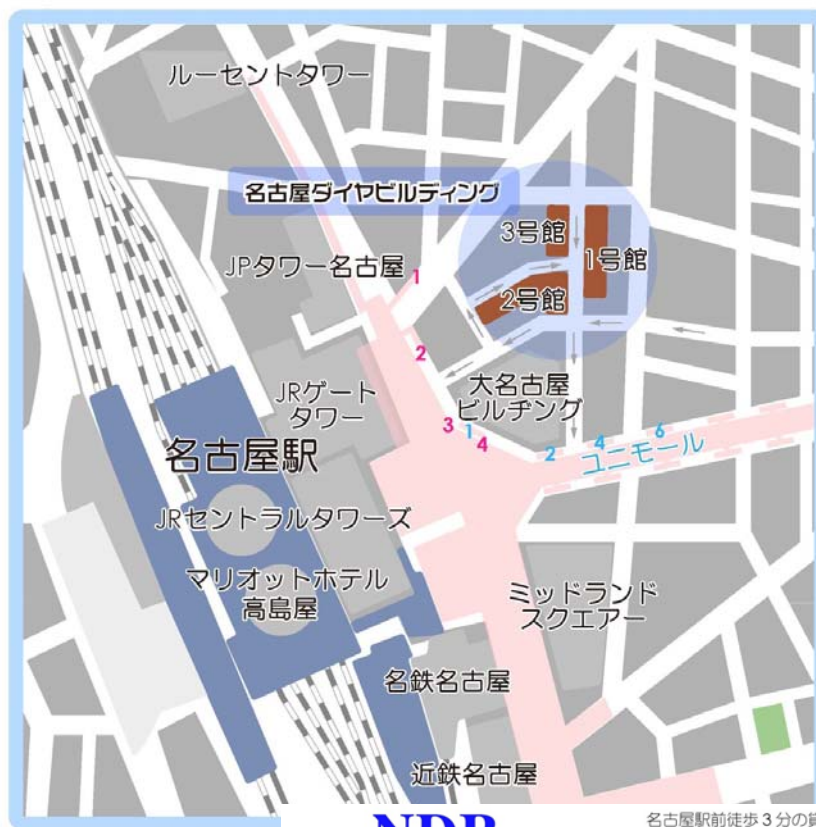 ルーセントタワー
名古屋ダイヤビルディング
3号館
1号館
2号館
JPタワー名古屋
1
2
JRゲート
タワー
大名古屋
ビルヂング
3
1
4
2
4
6
ユニモール
名古屋駅
JRセントラルタワーズ
マリオットホテル
高島屋
ミッドランド
スクエアー
名鉄名古屋
近鉄名古屋
NDB
名古屋駅前徒歩3分の